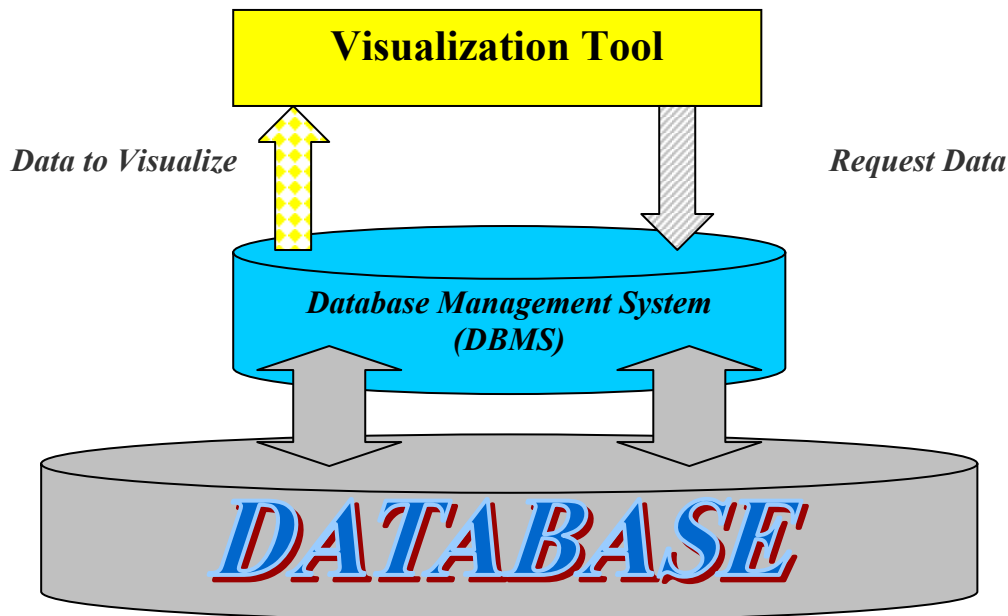 Visualization Tool
Data to Visualize
Request Data
Database Management System
(DBMS)
DATABASE